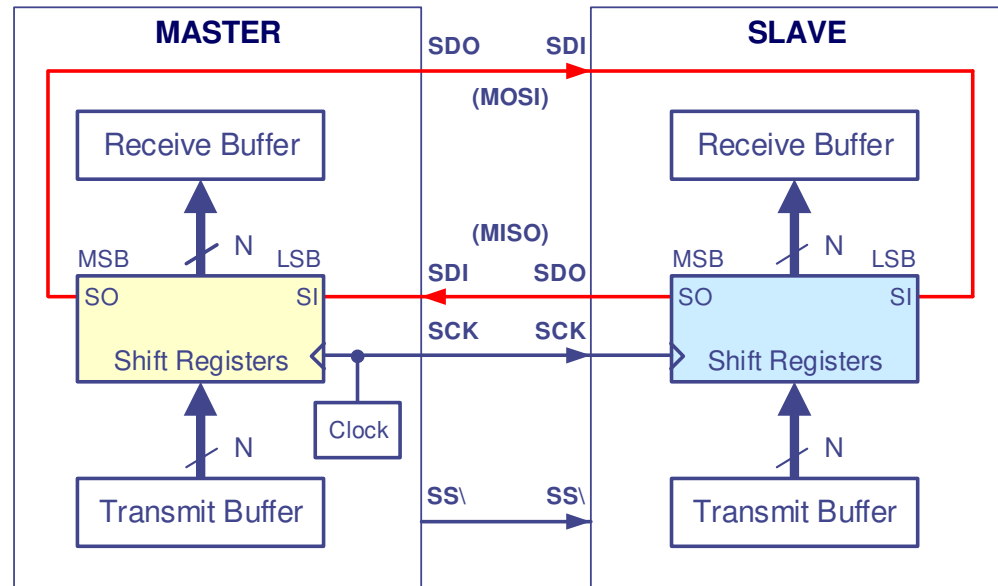 MASTER
SLAVE
SDO
SDI
(MOSI)
Receive Buffer
Receive Buffer
N
N
(MISO)
MSB
LSB
SDI
SDO
MSB
LSB
SO
SI
SO
SI
SCK
SCK
Shift Registers
Shift Registers
Clock
N
N
Transmit Buffer
SS\
SS\
Transmit Buffer